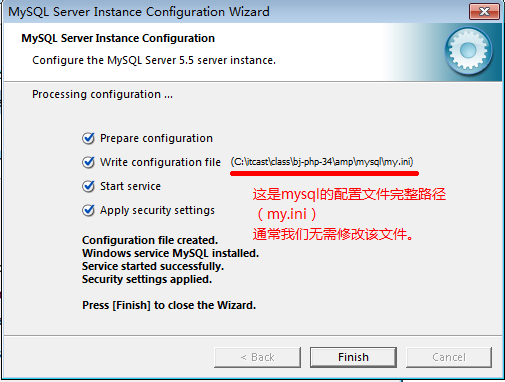 MySQL Server Instance Configuration Wizard
MySQL Server Instance Configuration
Configure the MySQL Server 5.5 server instance.
Processing configuration ...
Prepare configuration
Write configuration file (C:\itcast\class\bj-php-34\amp\mysql\my.ini)
Start service
这是mysql的配置文件完整路径
Apply security settings
（my.ini）
通常我们无需修改该文件。
Configuration file created.
Windows service MySQL installed.
Service started successfully.
Security settings applied.
Press [Finish] to close the Wizard.
< Back
Finish
Cancel